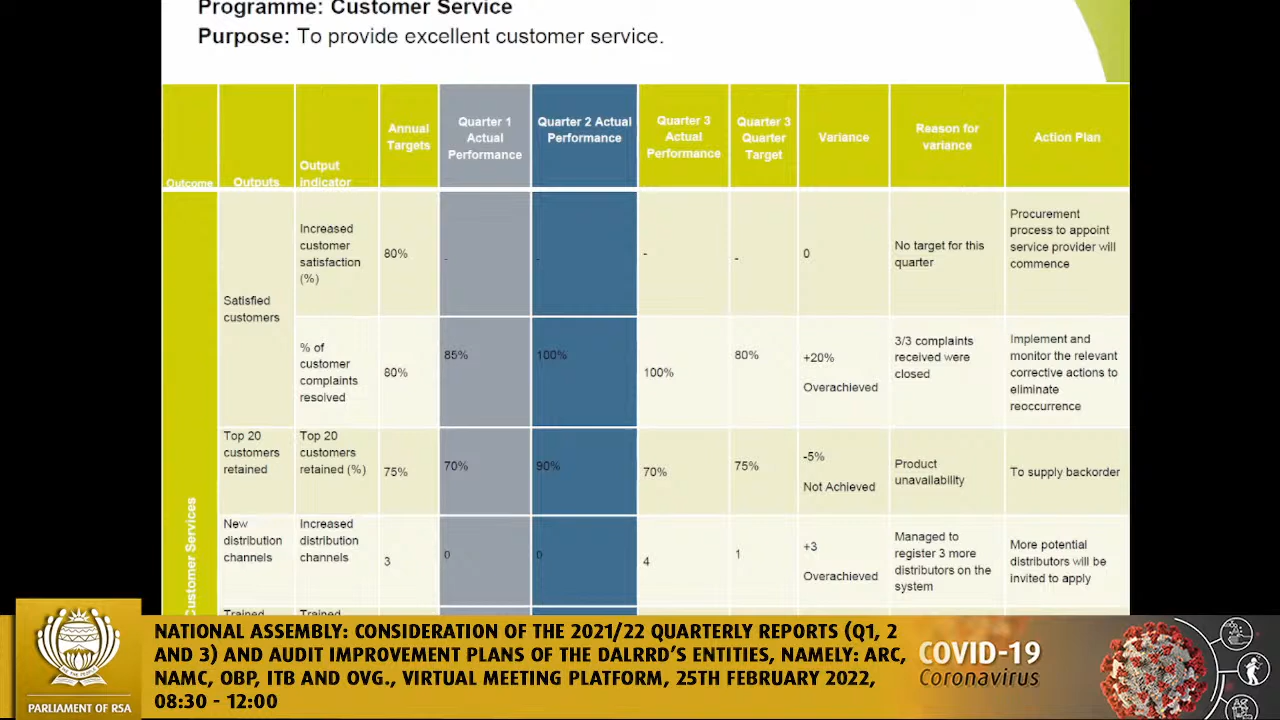 Programme: Customer Service
Purpose: To provide excellent customer service.
Outcome
Outputs
Output
indicator
Annual
Targets
Quarter 1
Actual
Performance
Quarter 2 Actual
Performance
Quarter 3
Actual
Performance
Quarter 3
Quarter
Target
Variance
Reason for
variance
Action Plan
Customer Services
Satisfied
customers
Increased
customer
satisfaction
(%)
80%
-
-
-
-
0
No target for this
quarter
Procurement
process to appoint
service provider will
commence
% of
customer
complaints
resolved
80%
85%
100%
100%
80%
+20%
Overachieved
3/3 complaints
received were
closed
Implement and
monitor the relevant
corrective actions to
eliminate
reoccurrence
Top 20
customers
retained
Top 20
customers
retained (%)
75%
70%
90%
70%
75%
-5%
Not Achieved
Product
unavailability
To supply backorder
New
distribution
channels
Increased
distribution
channels
3
0
0
4
1
+3
Overachieved
Managed to
register 3 more
distributors on the
system
More potential
distributors will be
invited to apply
Trained
Trained
PARLIAMENT OF RSA
NATIONAL ASSEMBLY: CONSIDERATION OF THE 2021/22 QUARTERLY REPORTS (Q1, 2
AND 3) AND AUDIT IMPROVEMENT PLANS OF THE DALRRD'S ENTITIES, NAMELY: ARC,
NAMC, OBP, ITB AND OVG., VIRTUAL MEETING PLATFORM, 25TH FEBRUARY 2022,
08:30 - 12:00
COVID-19
Coronavirus